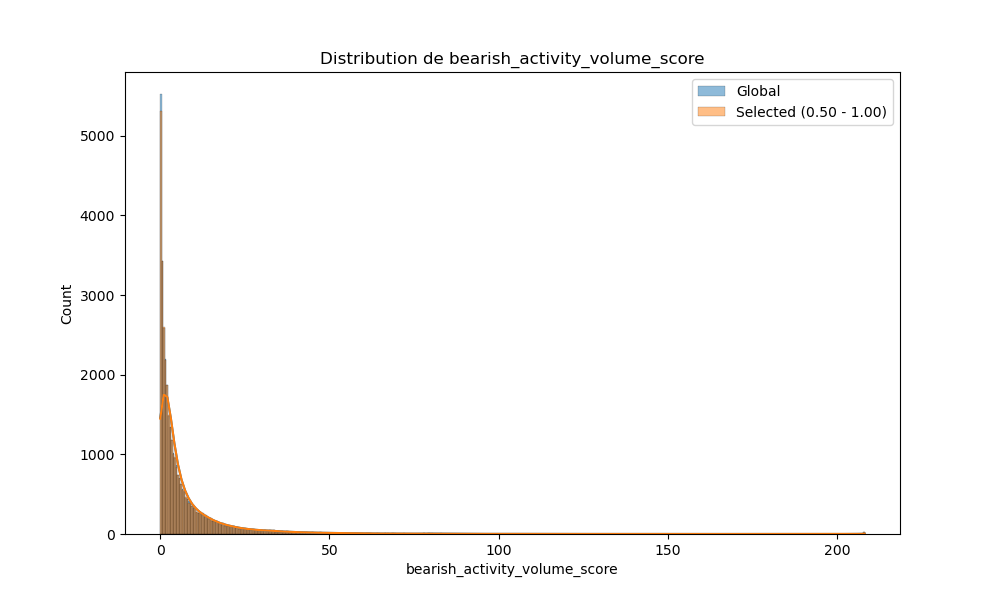 Distribution de bearish_activity_volume_score
Global
Selected (0.50 - 1.00)
5000
4000
3000
2000
1000
0
Count
0 50 100 150 200
bearish_activity_volume_score